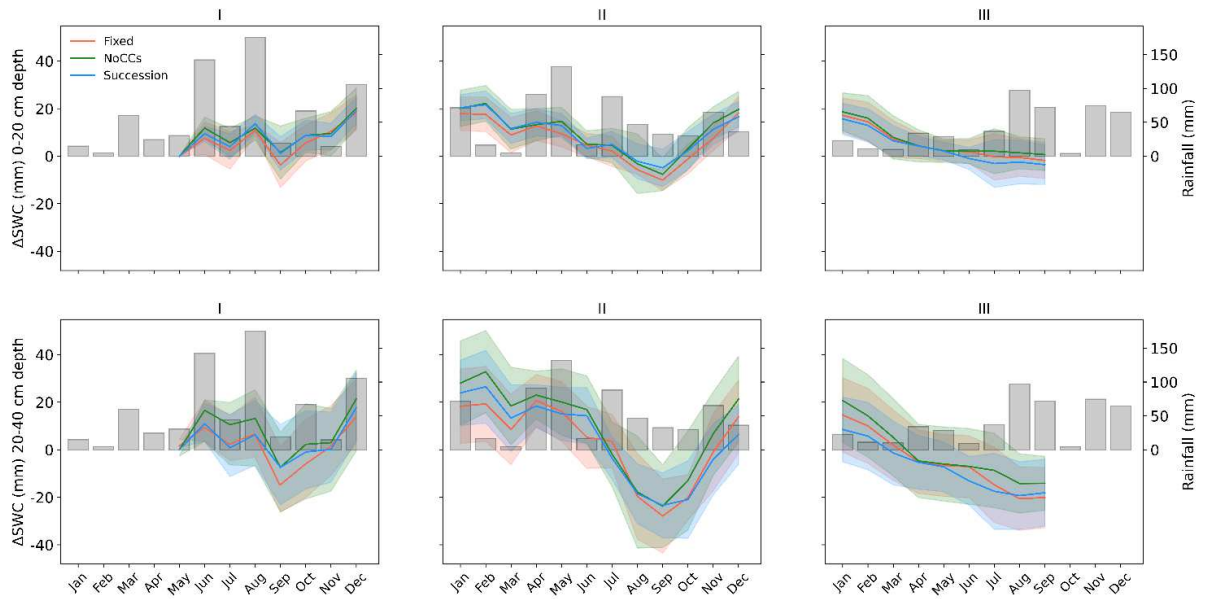 I
II
III
Fixed
NoCCs
Succession
40
20
0
-20
-40
ΔSWC (mm) 0-20 cm depth
150
100
50
0
Rainfall (mm)
I
II
III
40
20
0
-20
-40
ΔSWC (mm) 20-40 cm depth
150
100
50
0
Rainfall (mm)
Jan Feb Mar Apr May Jun Jul Aug Sep Oct Nov Dec
Jan Feb Mar Apr May Jun Jul Aug Sep Oct Nov Dec
Jan Feb Mar Apr May Jun Jul Aug Sep Oct Nov Dec